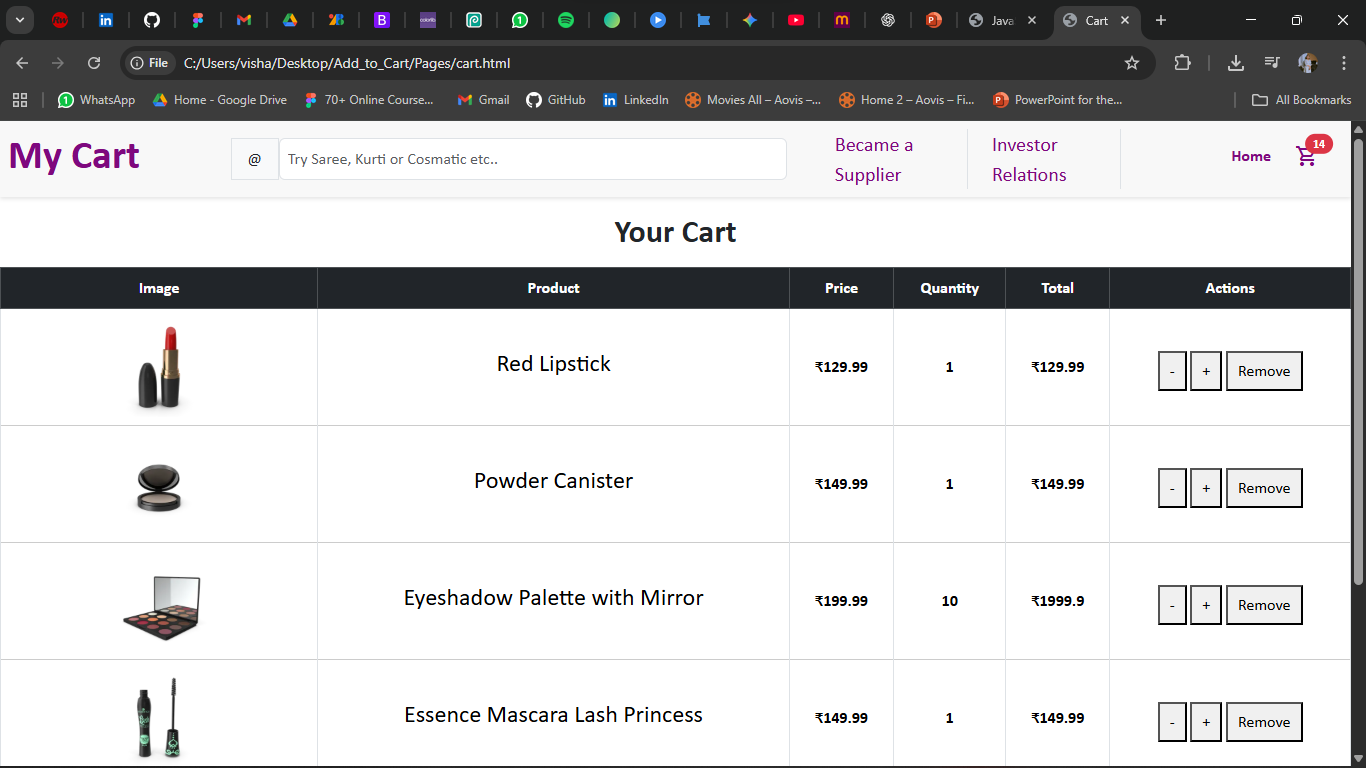 Java
Cart
File
C:/Users/visha/Desktop/Add_to_Cart/Pages/cart.html
WhatsApp
Home - Google Drive
70+ Online Course...
Gmail
GitHub
LinkedIn
Movies All – Aovis –...
Home 2 – Aovis – Fi...
PowerPoint for the...
All Bookmarks
My Cart
@
Try Saree, Kurti or Cosmatic etc..
Became a
Supplier
Investor
Relations
Home
14
Your Cart
Image Product Price Quantity Total Actions
Red Lipstick ₹129.99 1 ₹129.99 - + Remove
Powder Canister ₹149.99 1 ₹149.99 - + Remove
Eyeshadow Palette with Mirror ₹199.99 10 ₹1999.9 - + Remove
Essence Mascara Lash Princess ₹149.99 1 ₹149.99 - + Remove